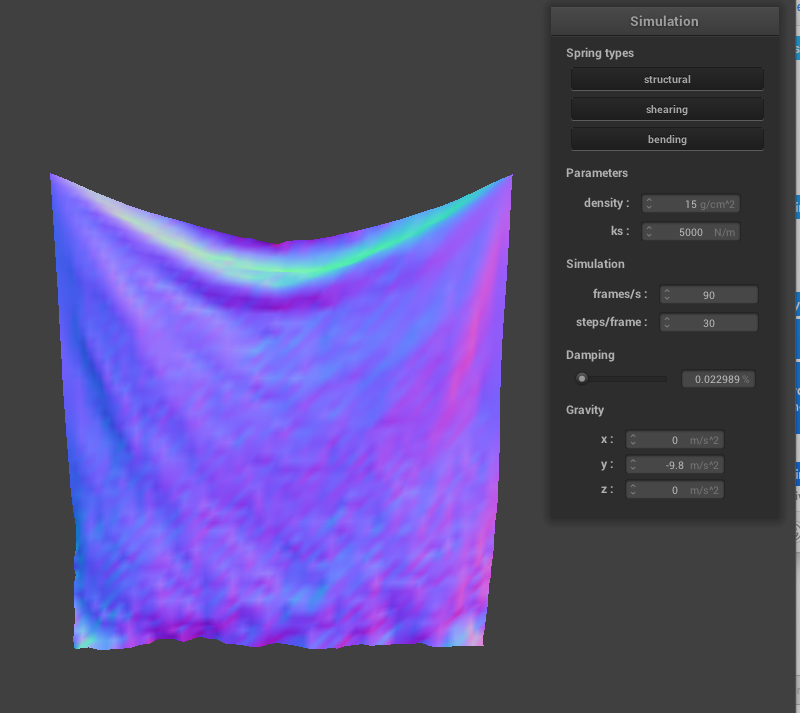 Simulation
Spring types
structural
shearing
bending
Parameters
density : 15 g/cm^2
ks : 5000 N/m
Simulation
frames/s : 90
steps/frame : 30
Damping
0.022989 %
Gravity
x : 0 m/s^2
y : -9.8 m/s^2
z : 0 m/s^2